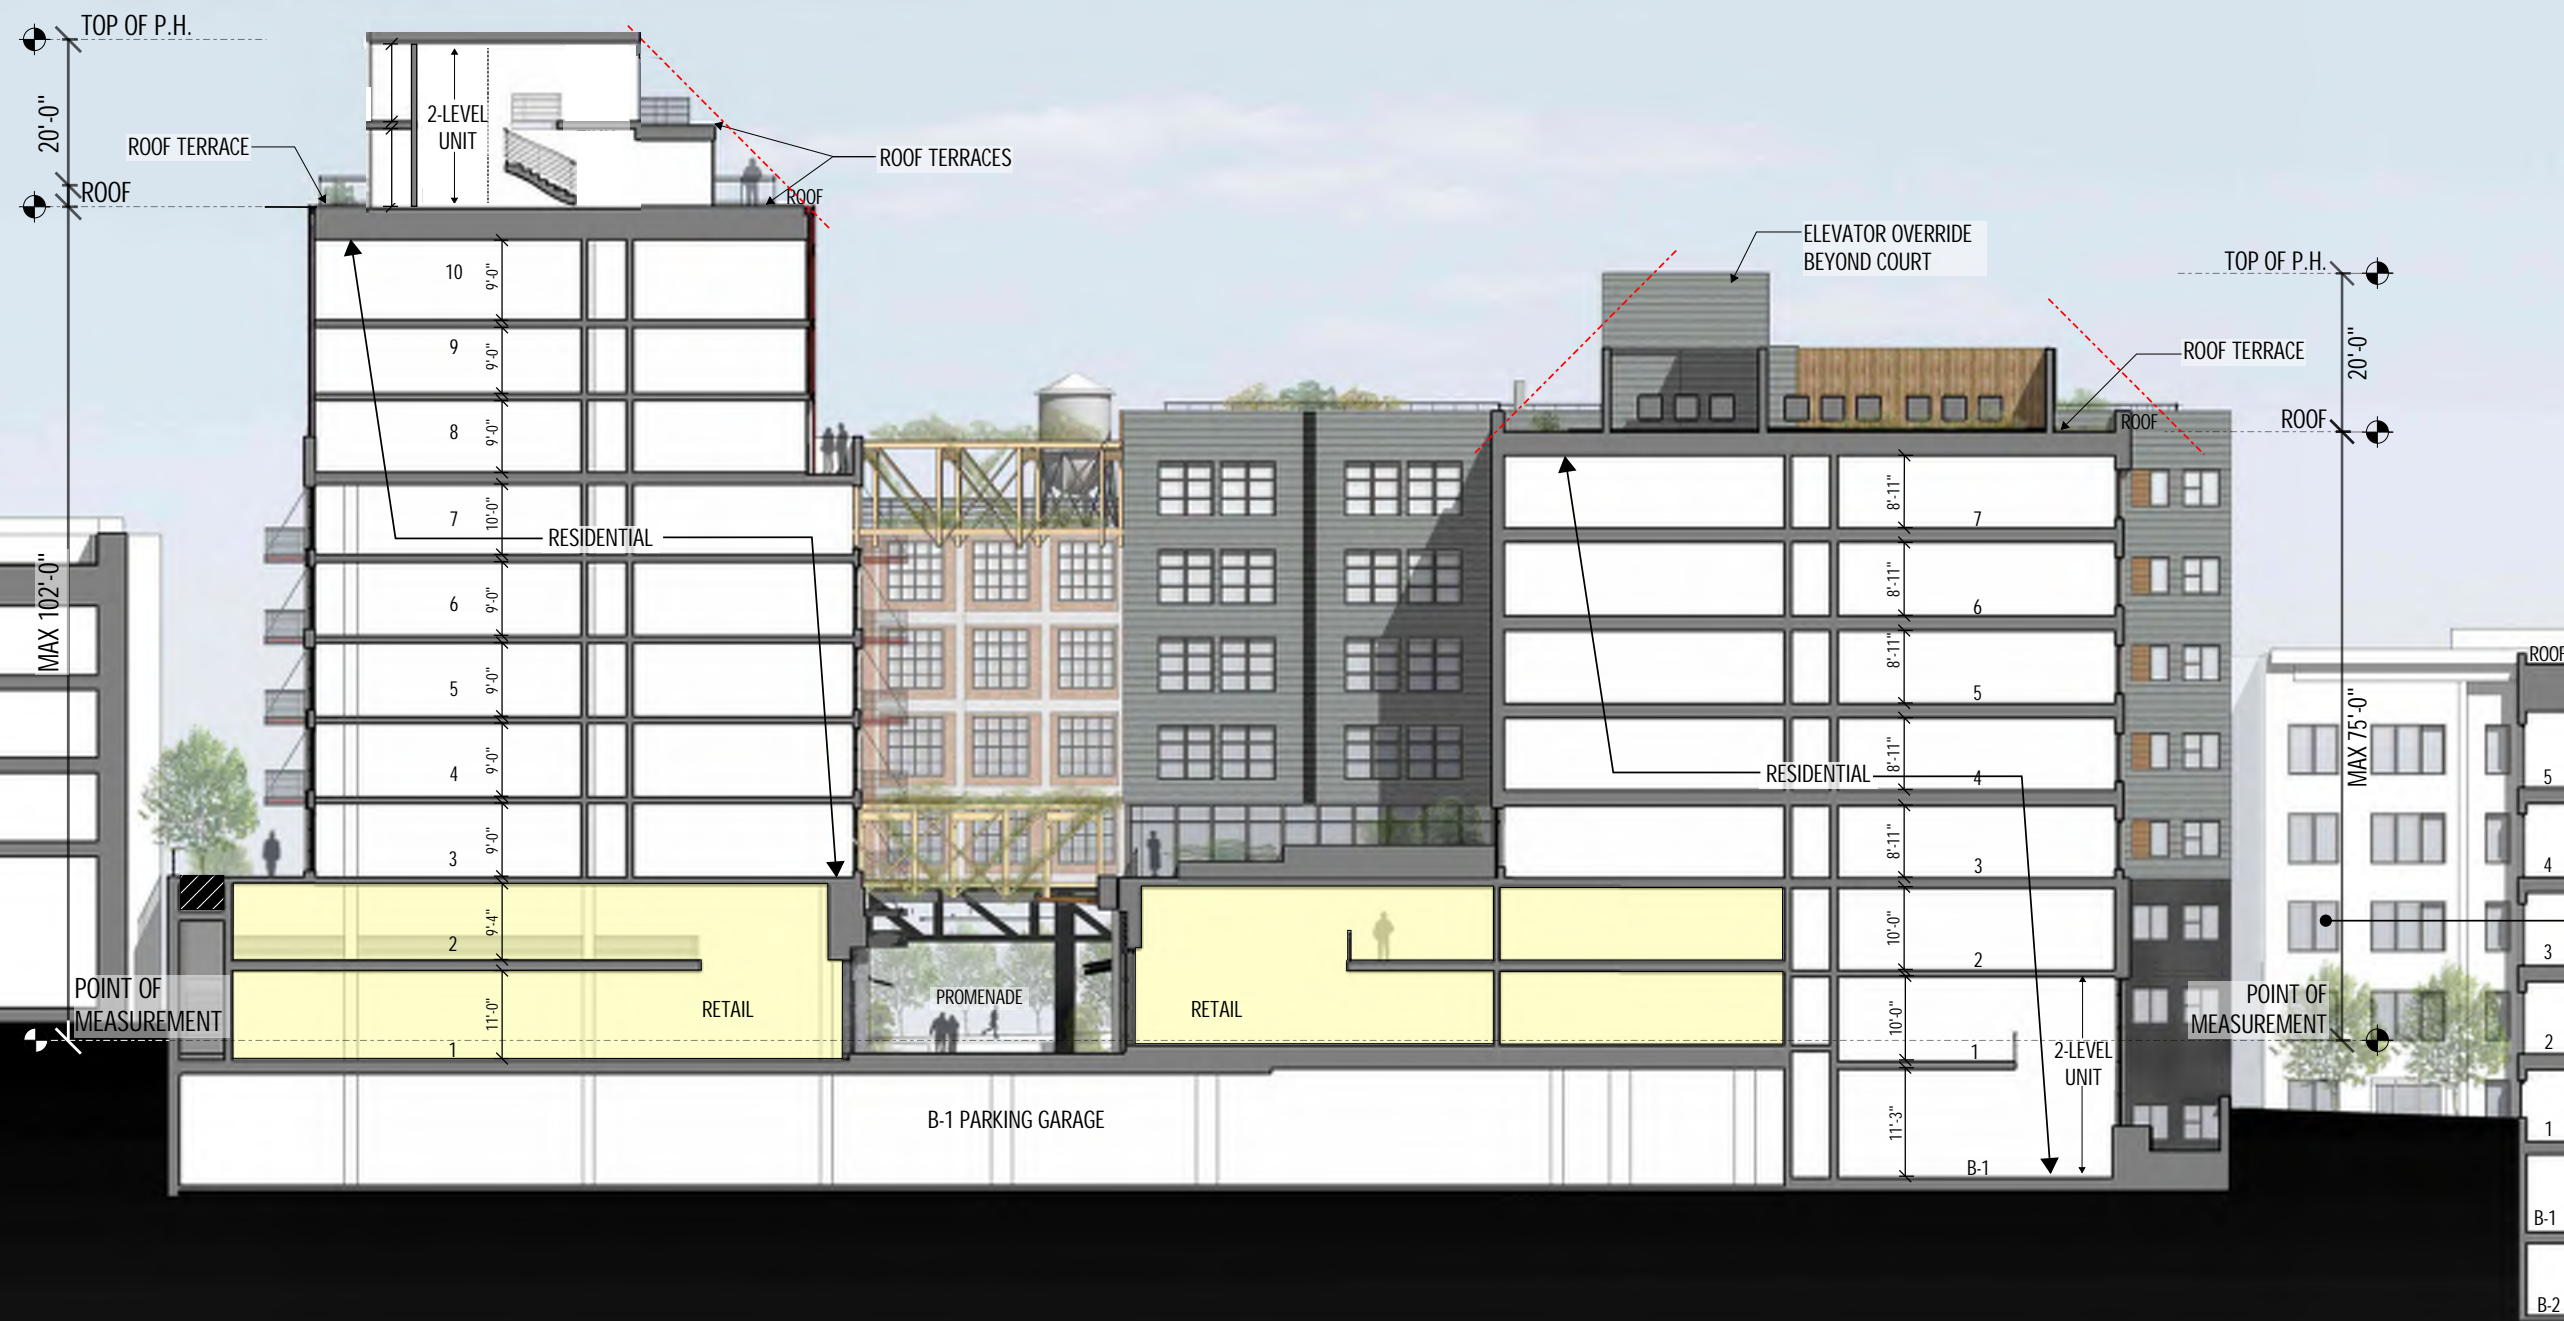 TOP OF P.H.
20'-0"
ROOF TERRACE
ROOF
2-LEVEL
UNIT
ROOF TERRACES
ROOF
10
9'-0"
9
9'-0"
8
9'-0"
7
10'-0"
RESIDENTIAL
6
9'-0"
5
9'-0"
4
9'-0"
3
9'-0"
MAX 102'-0"
2
9'-4"
RETAIL
11'-0"
1
POINT OF
MEASUREMENT
PROMENADE
RETAIL
B-1 PARKING GARAGE
ELEVATOR OVERRIDE
BEYOND COURT
TOP OF P.H.
20'-0"
ROOF TERRACE
ROOF
ROOF
8'-11"
7
8'-11"
6
8'-11"
5
8'-11"
RESIDENTIAL
4
8'-11"
3
10'-0"
2
10'-0"
1
2-LEVEL
UNIT
11'-3"
B-1
MAX 75'-0"
POINT OF
MEASUREMENT
ROOF
5
4
3
2
1
B-1
B-2